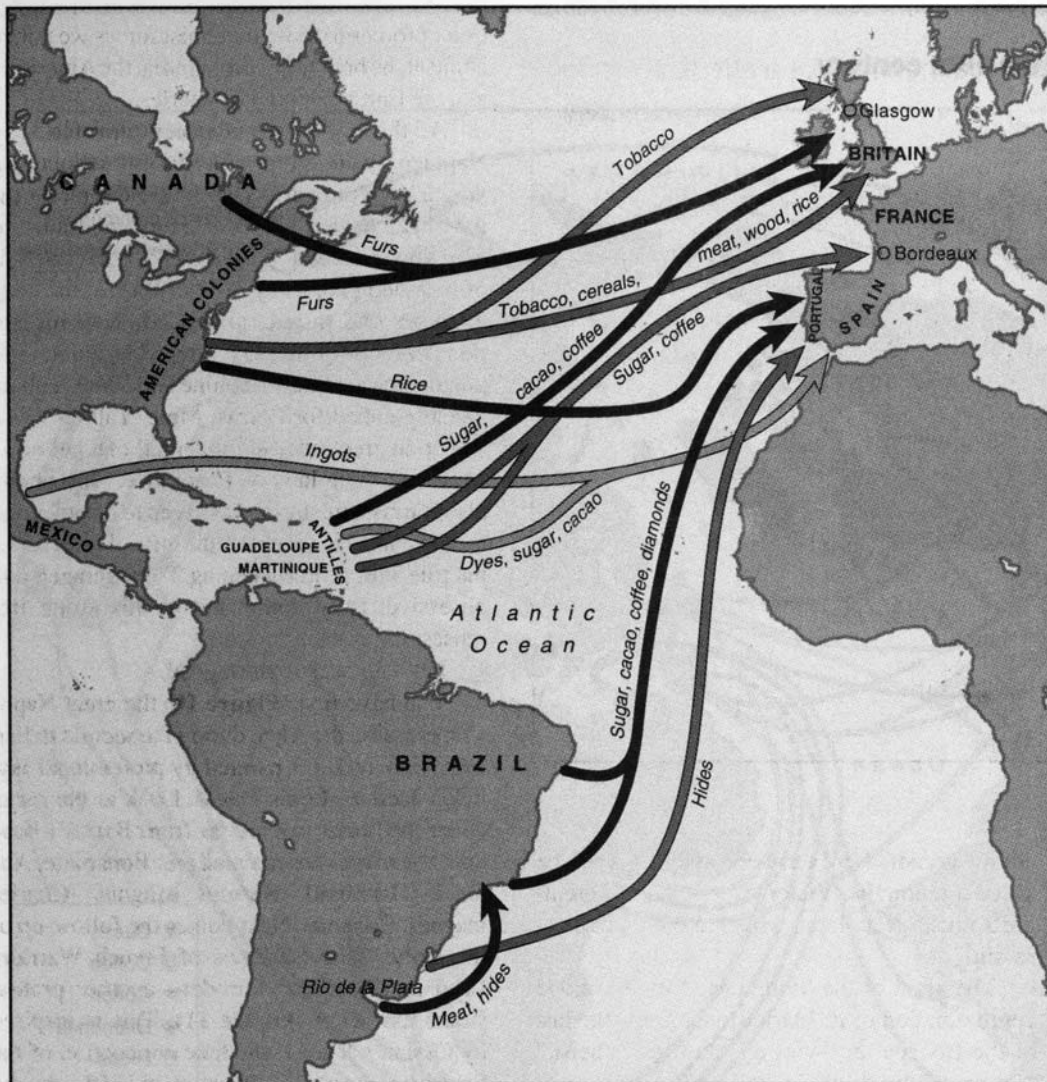 CANADA
AMERICAN COLONIES
MEXICO
ANTILLES
GUADELOUPE
MARTINIQUE
BRAZIL
Rio de la Plata
Atlantic
Ocean
Glasgow
BRITAIN
FRANCE
Bordeaux
PORTUGAL
SPAIN
Tobacco
Furs
Furs
Tobacco, cereals, meat, wood, rice
Rice
Sugar, cacao, coffee
Sugar, coffee
Ingots
Dyes, sugar, cacao
Sugar, cacao, coffee, diamonds
Hides
Meat, hides